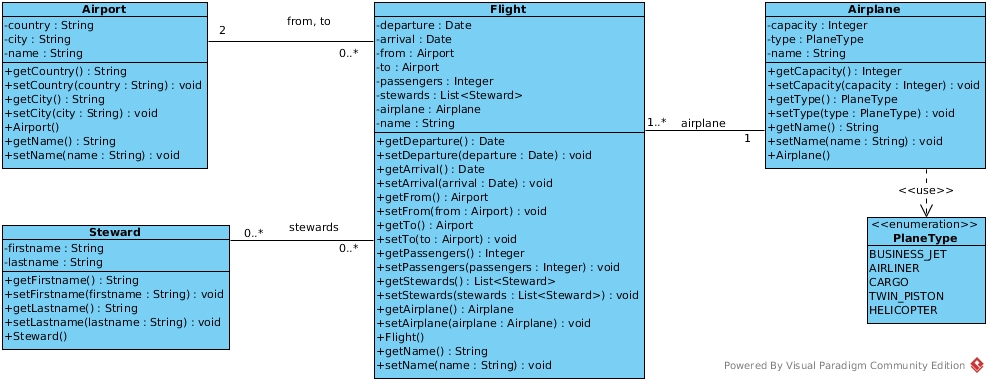 Airport
-country : String
-city : String
-name : String
+getCountry() : String
+setCountry(country : String) : void
+getCity() : String
+setCity(city : String) : void
+Airport()
+getName() : String
+setName(name : String) : void
2
from, to
0..*
Flight
-departure : Date
-arrival : Date
-from : Airport
-to : Airport
-passengers : Integer
-stewards : List<Steward>
-airplane : Airplane
-name : String
+getDeparture() : Date
+setDeparture(departure : Date) : void
+getArrival() : Date
+setArrival(arrival : Date) : void
+getFrom() : Airport
+setFrom(from : Airport) : void
+getTo() : Airport
+setTo(to : Airport) : void
+getPassengers() : Integer
+setPassengers(passengers : Integer) : void
+getStewards() : List<Steward>
+setStewards(stewards : List<Steward>) : void
+getAirplane() : Airplane
+setAirplane(airplane : Airplane) : void
+Flight()
+getName() : String
+setName(name : String) : void
1..*
airplane
1
Airplane
-capacity : Integer
-type : PlaneType
-name : String
+getCapacity() : Integer
+setCapacity(capacity : Integer) : void
+getType() : PlaneType
+setType(type : PlaneType) : void
+getName() : String
+setName(name : String) : void
+Airplane()
<<use>>
<<enumeration>>
PlaneType
BUSINESS_JET
AIRLINER
CARGO
TWIN_PISTON
HELICOPTER
Steward
-firstname : String
-lastname : String
+getFirstname() : String
+setFirstname(firstname : String) : void
+getLastname() : String
+setLastname(lastname : String) : void
+Steward()
0..*
stewards
0..*
Powered By Visual Paradigm Community Edition